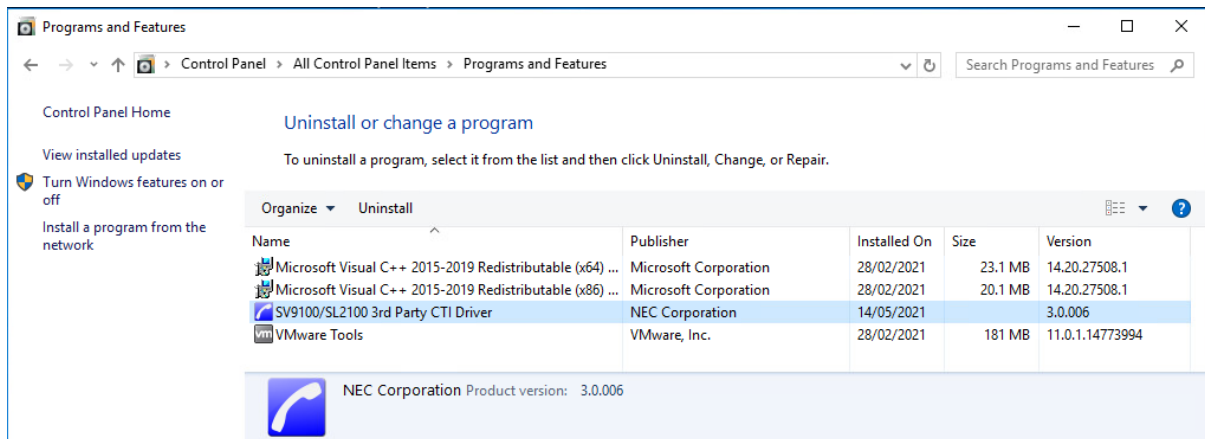 Programs and Features
Control Panel > All Control Panel Items > Programs and Features
Search Programs and Features
Control Panel Home
View installed updates
Turn Windows features on or
off
Install a program from the
network
Uninstall or change a program
To uninstall a program, select it from the list and then click Uninstall, Change, or Repair.
Organize Uninstall
Name Publisher Installed On Size Version
Microsoft Visual C++ 2015-2019 Redistributable (x64) ... Microsoft Corporation 28/02/2021 23.1 MB 14.20.27508.1
Microsoft Visual C++ 2015-2019 Redistributable (x86) ... Microsoft Corporation 28/02/2021 20.1 MB 14.20.27508.1
SV9100/SL2100 3rd Party CTI Driver NEC Corporation 14/05/2021 3.0.006
vm VMware Tools VMware, Inc. 28/02/2021 181 MB 11.0.1.14773994
NEC Corporation Product version: 3.0.006